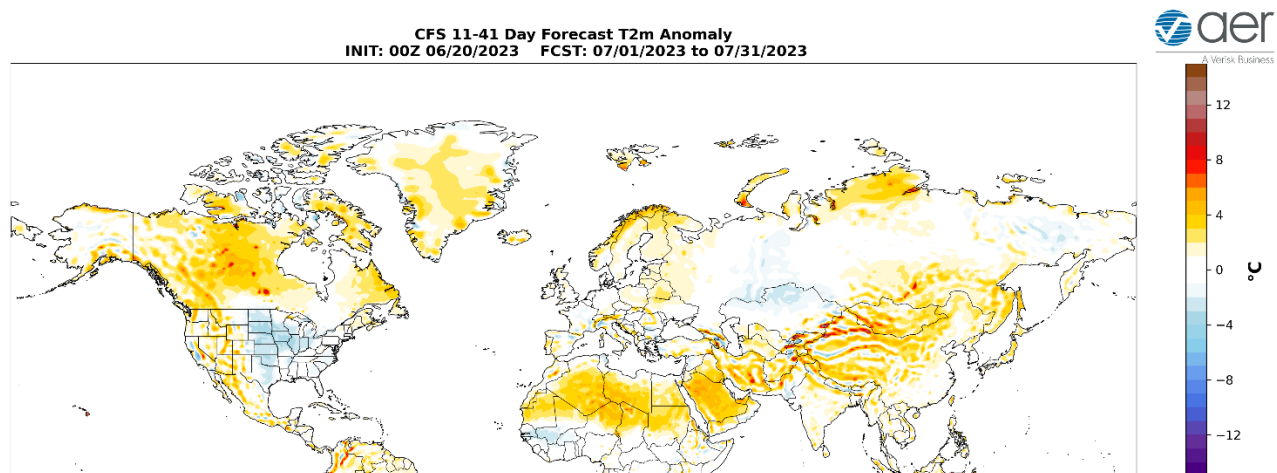 CFS 11-41 Day Forecast T2m Anomaly
INIT: 00Z 06/20/2023 FCST: 07/01/2023 to 07/31/2023
aer
A Verisk Business
12
8
4
0
−4
−8
−12
°C